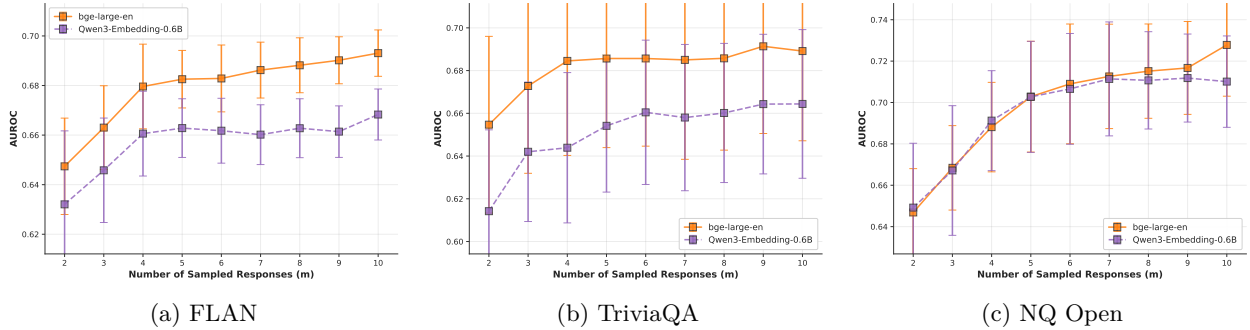 bge-large-en
Qwen3-Embedding-0.6B
AUROC
0.70
0.68
0.66
0.64
0.62
2 3 4 5 6 7 8 9 10
Number of Sampled Responses (m)
(a) FLAN
AUROC
0.70
0.68
0.66
0.64
0.62
0.60
bge-large-en
Qwen3-Embedding-0.6B
2 3 4 5 6 7 8 9 10
Number of Sampled Responses (m)
(b) TriviaQA
AUROC
0.74
0.72
0.70
0.68
0.66
0.64
bge-large-en
Qwen3-Embedding-0.6B
2 3 4 5 6 7 8 9 10
Number of Sampled Responses (m)
(c) NQ Open